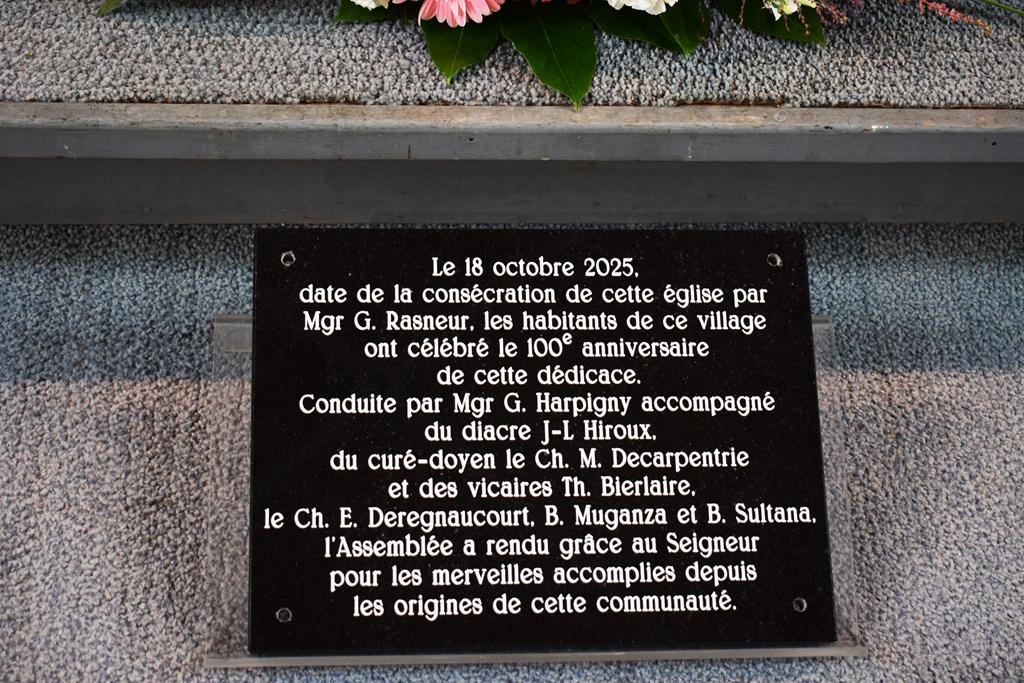 Le 18 octobre 2025,
date de la consécration de cette église par
Mgr G. Rasneur, les habitants de ce village
ont célébré le 100e anniversaire
de cette dédicace.
Conduite par Mgr G. Harpigny accompagné
du diacre J-L Hiroux,
du curé-doyen le Ch. M. Decarpentrie
et des vicaires Th. Bierlaire,
le Ch. E. Deregnaucourt, B. Muganza et B. Sultana,
l'Assemblée a rendu grâce au Seigneur
pour les merveilles accomplies depuis
les origines de cette communauté.